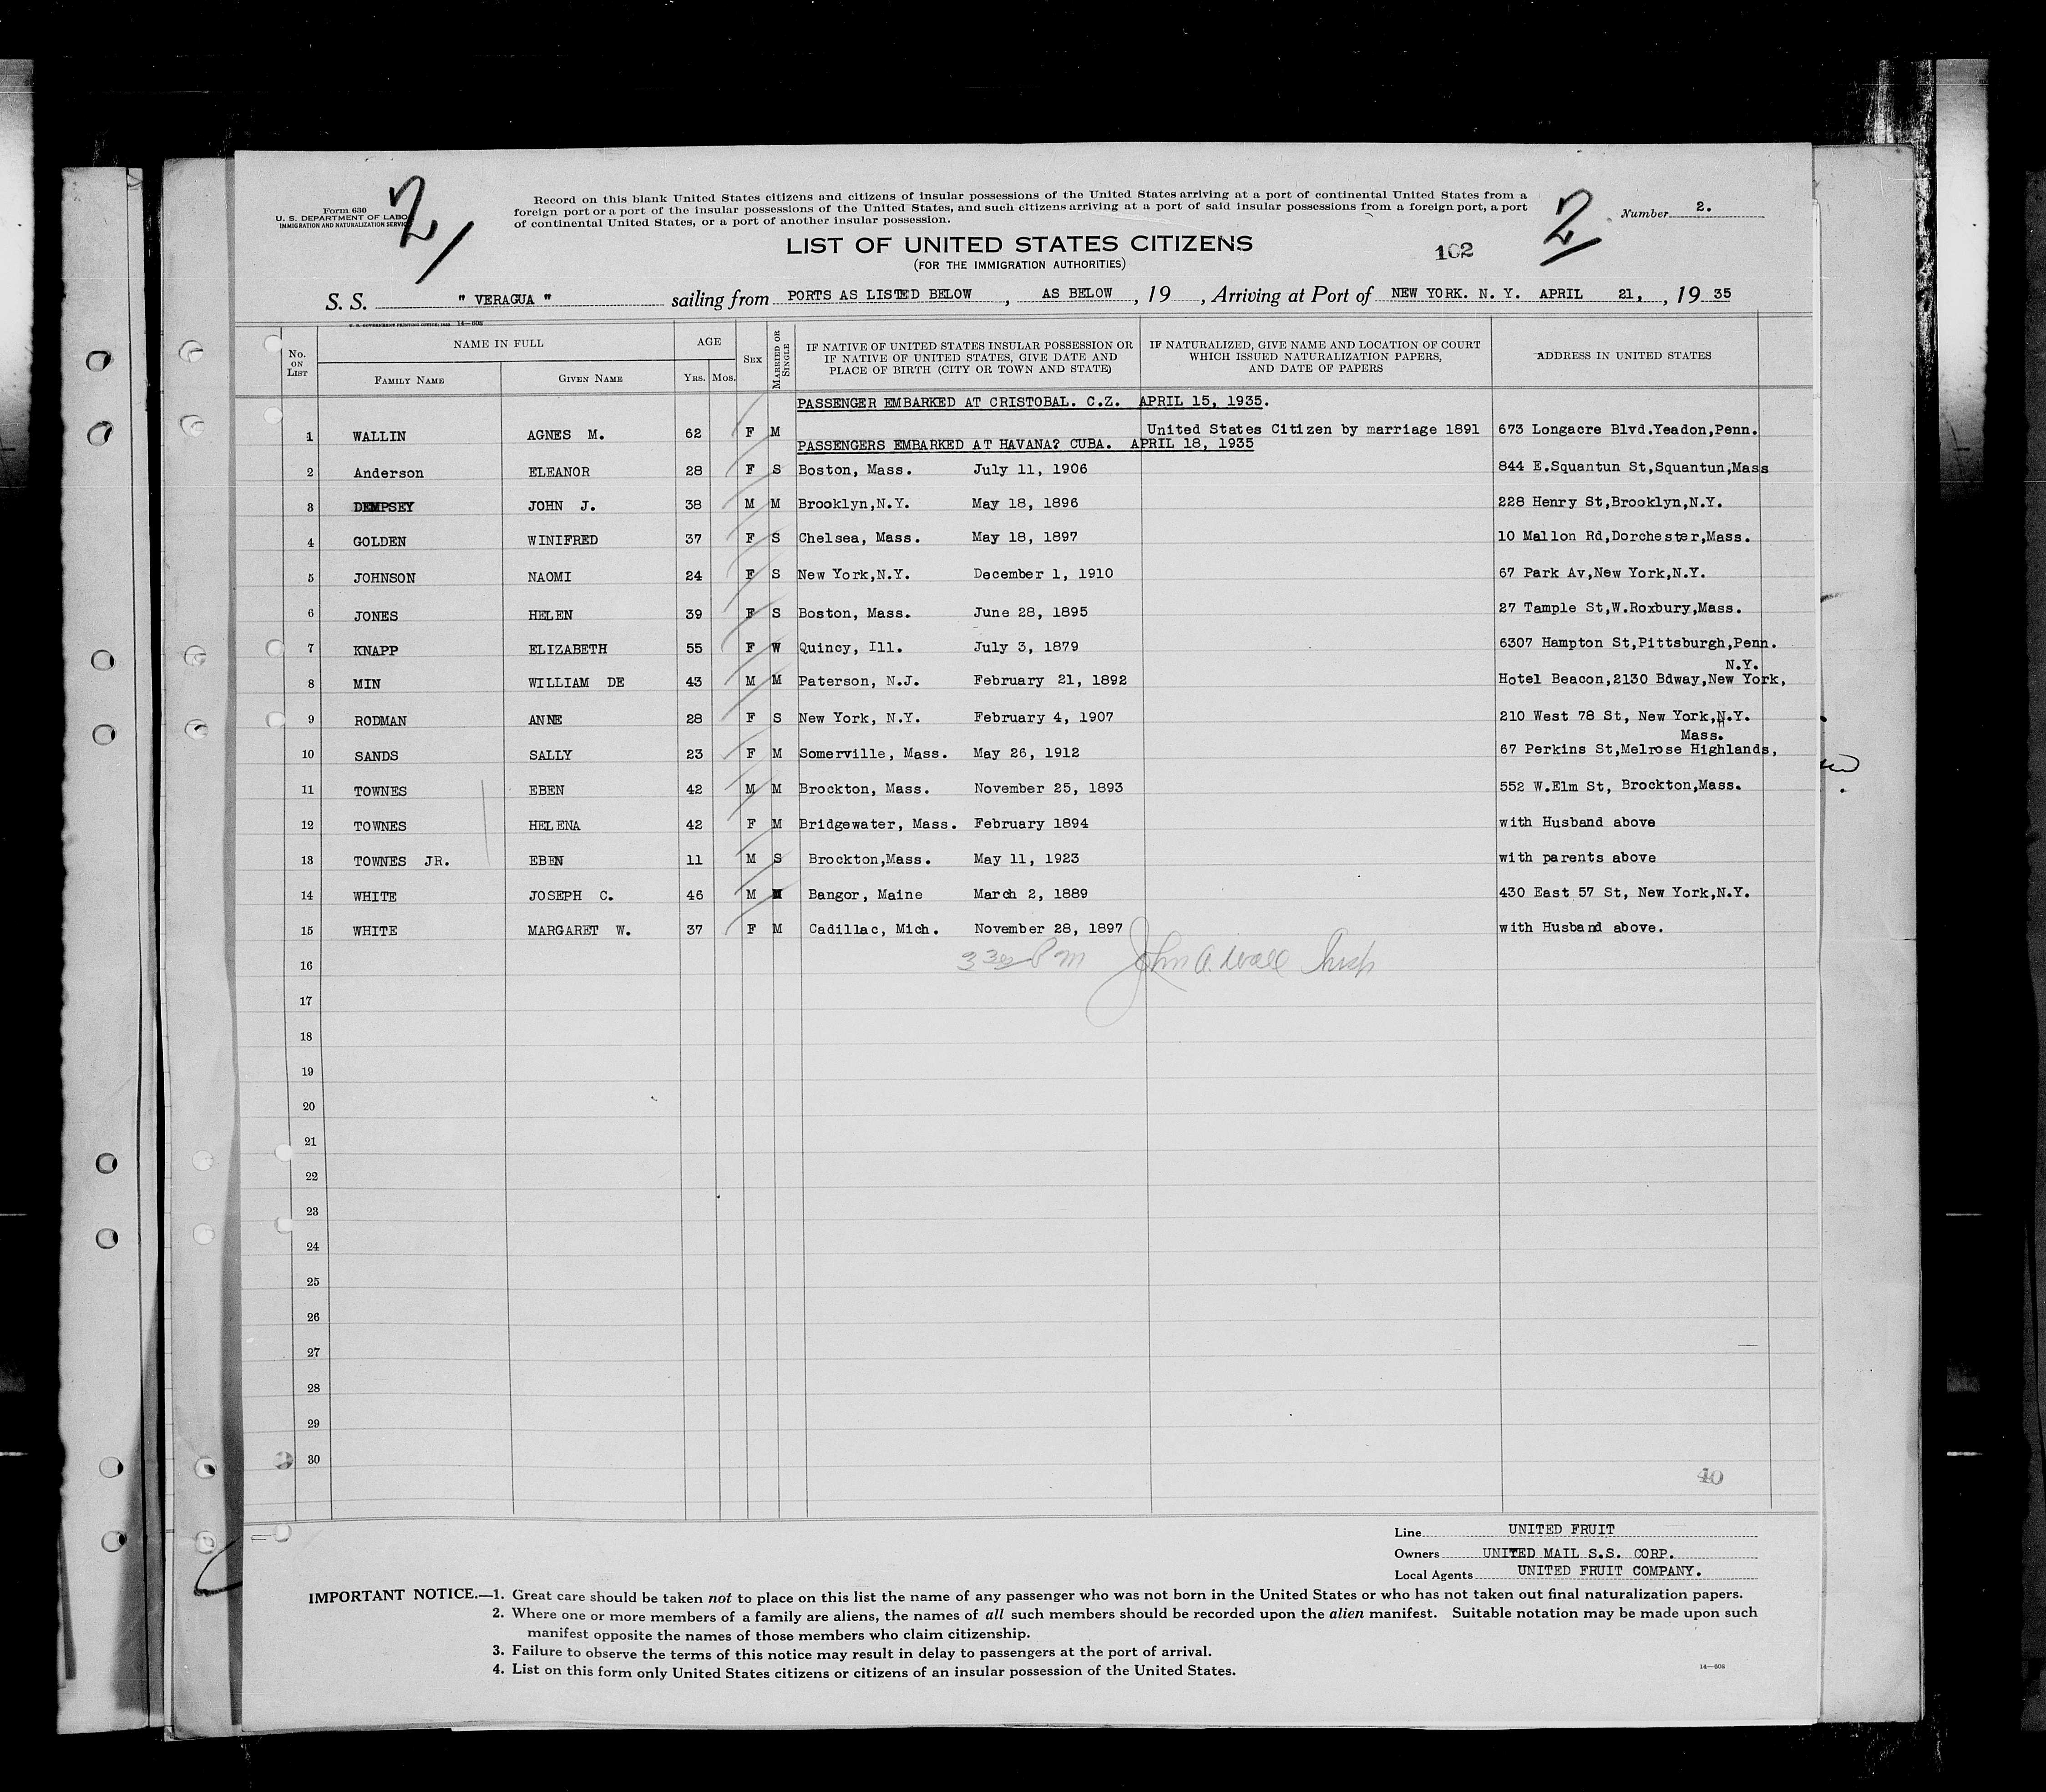 Form 630
U. S. DEPARTMENT OF LABOR
IMMIGRATION AND NATURALIZATION SERVICE
2
Record on this blank United States citizens and citizens of insular possessions of the United States arriving at a port of continental United States from a
foreign port or a port of the insular possessions of the United States, and such citizens arriving at a port of said insular possessions from a foreign port, a port
of continental United States, or a port of another insular possession.
2
Number 2.
LIST OF UNITED STATES CITIZENS
(FOR THE IMMIGRATION AUTHORITIES)
102
S. S. " VERAGUA " sailing from PORTS AS LISTED BELOW , AS BELOW , 19 , Arriving at Port of NEW YORK. N. Y. APRIL 21, , 19 35
U. S. GOVERNMENT PRINTING OFFICE: 14—608
No. ON LIST NAME IN FULL AGE SEX MARRIED OR SINGLE IF NATIVE OF UNITED STATES INSULAR POSSESSION OR IF NATIVE OF UNITED STATES, GIVE DATE AND PLACE OF BIRTH (CITY OR TOWN AND STATE) IF NATURALIZED, GIVE NAME AND LOCATION OF COURT WHICH ISSUED NATURALIZATION PAPERS, AND DATE OF PAPERS ADDRESS IN UNITED STATES
FAMILY NAME GIVEN NAME YRS. MOS.
PASSENGER EMBARKED AT CRISTOBAL. C.Z. APRIL 15, 1935.
1 WALLIN AGNES M. 62 F M United States Citizen by marriage 1891 673 Longacre Blvd.Yeadon,Penn.
PASSENGERS EMBARKED AT HAVANA? CUBA. APRIL 18, 1935
2 Anderson ELEANOR 28 F S Boston, Mass. July 11, 1906 844 E.Squantun St,Squantun,Mass
3 DEMPSEY JOHN J. 38 M M Brooklyn,N.Y. May 18, 1896 228 Henry St,Brooklyn,N.Y.
4 GOLDEN WINIFRED 37 F S Chelsea, Mass. May 18, 1897 10 Mallon Rd,Dorchester,Mass.
5 JOHNSON NAOMI 24 F S New York,N.Y. December 1, 1910 67 Park Av,New York,N.Y.
6 JONES HELEN 39 F S Boston, Mass. June 28, 1895 27 Tample St,W.Roxbury,Mass.
7 KNAPP ELIZABETH 55 F W Quincy, Ill. July 3, 1879 6307 Hampton St,Pittsburgh,Penn.
N.Y.
8 MIN WILLIAM DE 43 M M Paterson, N.J. February 21, 1892 Hotel Beacon,2130 Bdway,New York,
9 RODMAN ANNE 28 F S New York, N.Y. February 4, 1907 210 West 78 St, New York,N.Y.
Mass.
10 SANDS SALLY 23 F M Somerville, Mass. May 26, 1912 67 Perkins St,Melrose Highlands,
11 TOWNES EBEN 42 M M Brockton, Mass. November 25, 1893 552 W.Elm St, Brockton,Mass.
12 TOWNES HELENA 42 F M Bridgewater, Mass. February 1894 with Husband above
13 TOWNES JR. EBEN 11 M S Brockton,Mass. May 11, 1923 with parents above
14 WHITE JOSEPH C. 46 M M Bangor, Maine March 2, 1889 430 East 57 St, New York,N.Y.
15 WHITE MARGARET W. 37 F M Cadillac, Mich. November 28, 1897 with Husband above.
16 3 30 PM John A. Wall Insp
17
18
19
20
21
22
23
24
25
26
27
28
29
30
40
Line UNITED FRUIT
Owners UNITED MAIL S.S. CORP.
Local Agents UNITED FRUIT COMPANY.
IMPORTANT NOTICE.—1. Great care should be taken not to place on this list the name of any passenger who was not born in the United States or who has not taken out final naturalization papers.
2. Where one or more members of a family are aliens, the names of all such members should be recorded upon the alien manifest. Suitable notation may be made upon such
manifest opposite the names of those members who claim citizenship.
3. Failure to observe the terms of this notice may result in delay to passengers at the port of arrival.
4. List on this form only United States citizens or citizens of an insular possession of the United States.
14—608